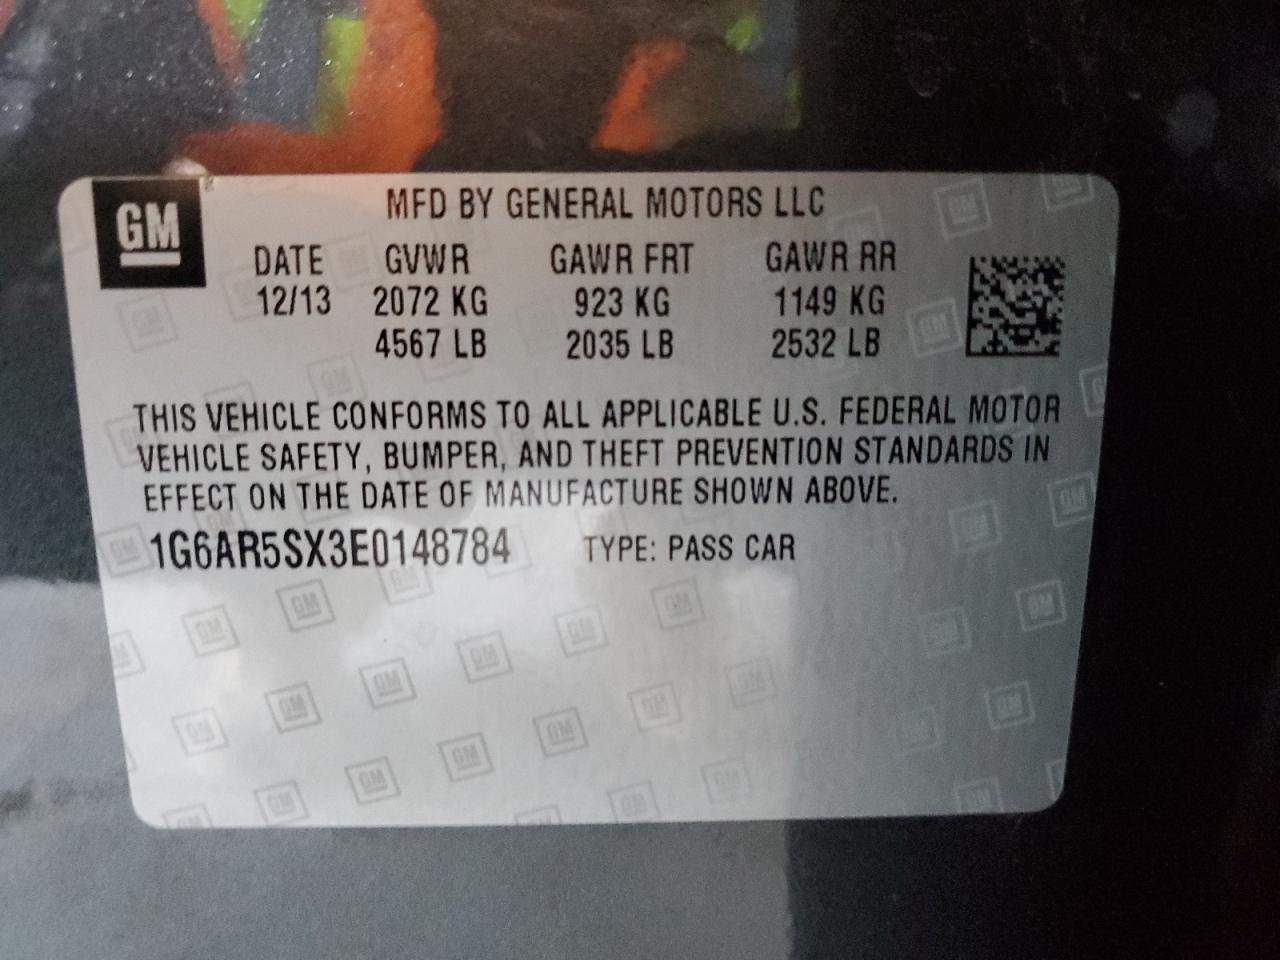 GM
MFD BY GENERAL MOTORS LLC
DATE GVWR GAWR FRT GAWR RR
12/13 2072 KG 923 KG 1149 KG
4567 LB 2035 LB 2532 LB
THIS VEHICLE CONFORMS TO ALL APPLICABLE U.S. FEDERAL MOTOR
VEHICLE SAFETY, BUMPER, AND THEFT PREVENTION STANDARDS IN
EFFECT ON THE DATE OF MANUFACTURE SHOWN ABOVE.
1G6AR5SX3E0148784 TYPE: PASS CAR